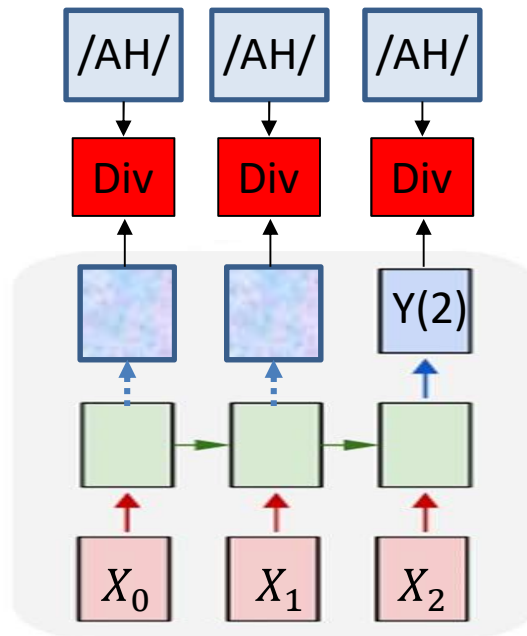 /AH/ /AH/ /AH/
Div Div Div
Y(2)
X₀ X₁ X₂